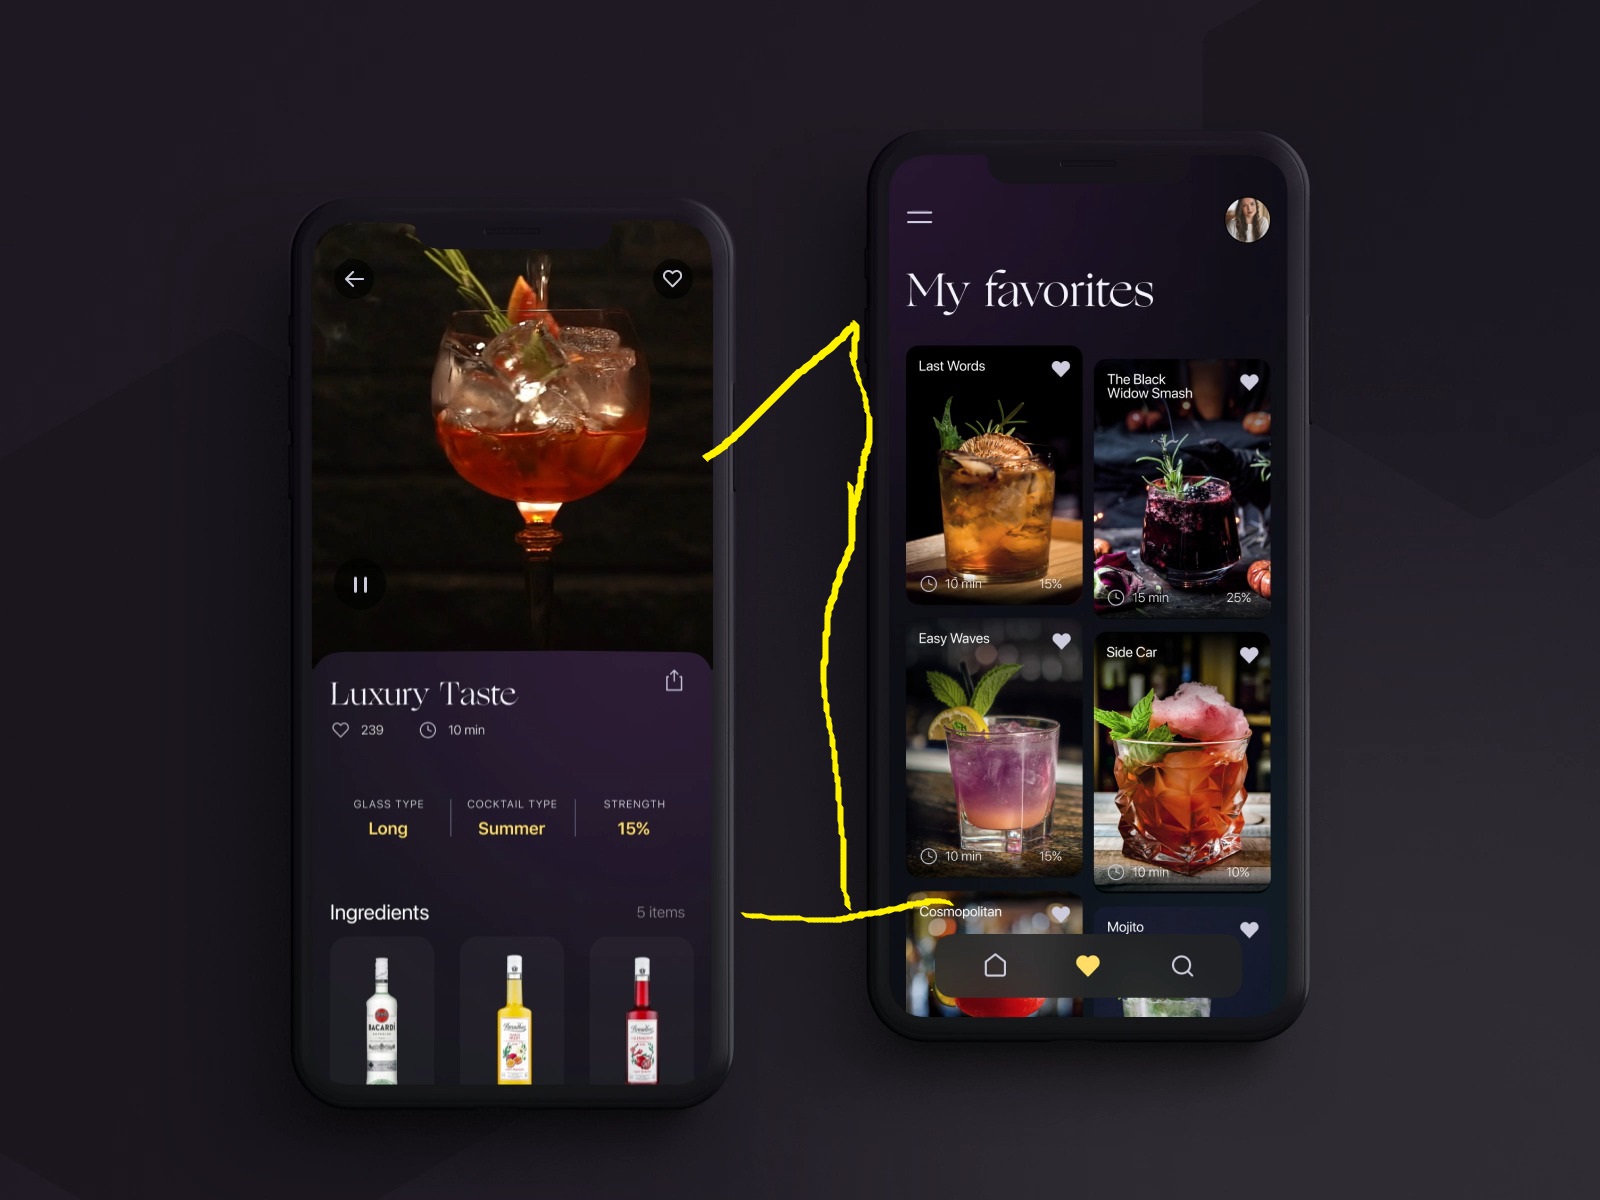 Luxury Taste
239
10 min
GLASS TYPE
Long
COCKTAIL TYPE
Summer
STRENGTH
15%
Ingredients
5 items
BACARDÍ
1
My favorites
Last Words
10 min
15%
The Black
Widow Smash
15 min
25%
Easy Waves
10 min
15%
Side Car
10 min
10%
Cosmopolitan
Mojito